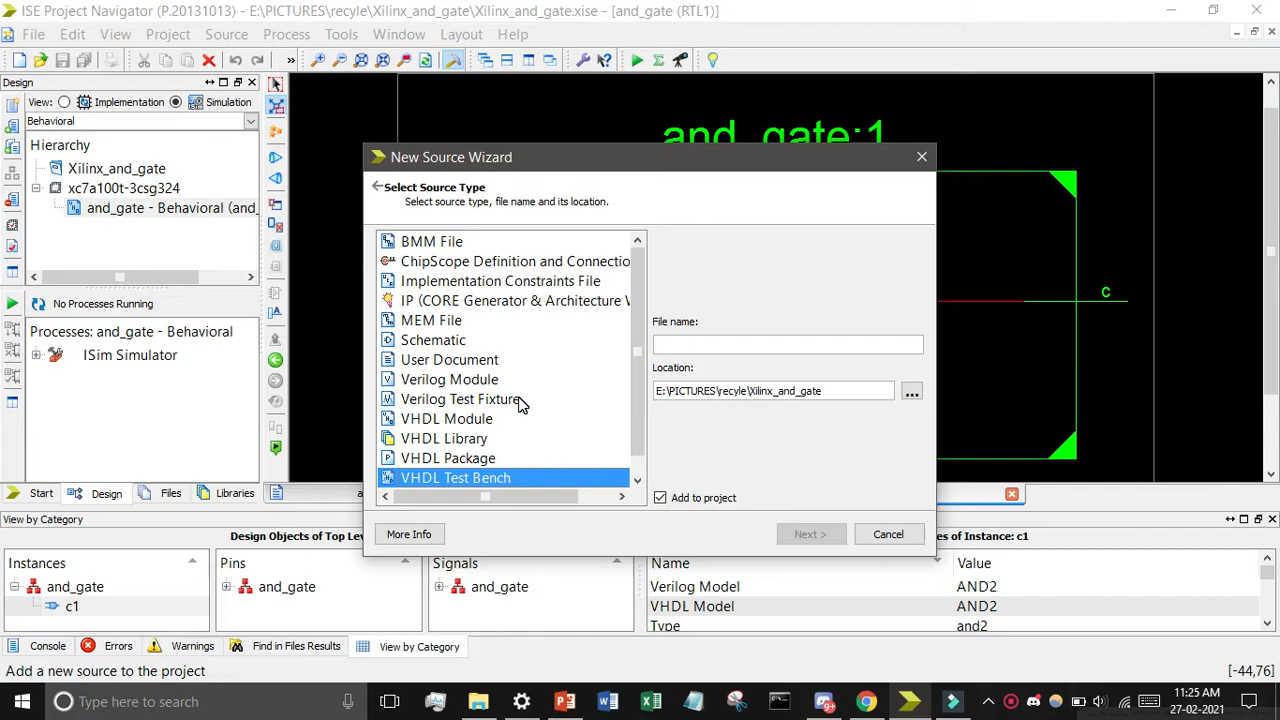 ISE Project Navigator (P.20131013) - E:\PICTURES\recyle\Xilinx_and_gate\Xilinx_and_gate.xise - [and_gate (RTL1)]
File Edit View Project Source Process Tools Window Layout Help
Design
View: Implementation Simulation
Behavioral
Hierarchy
Xilinx_and_gate
xc7a100t-3csg324
and_gate - Behavioral (and_
No Processes Running
Processes: and_gate - Behavioral
ISim Simulator
Start Design Files Libraries
and_gate:1
c
New Source Wizard
Select Source Type
Select source type, file name and its location.
BMM File
ChipScope Definition and Connectio
Implementation Constraints File
IP (CORE Generator & Architecture W
MEM File
Schematic
User Document
Verilog Module
Verilog Test Fixture
VHDL Module
VHDL Library
VHDL Package
VHDL Test Bench
File name:
Location:
E:\PICTURES\recyle\Xilinx_and_gate
...
Add to project
More Info Next > Cancel
View by Category
Design Objects of Top Lev
es of Instance: c1
Instances
and_gate
c1
Pins
and_gate
Signals
and_gate
Name Value
Verilog Model AND2
VHDL Model AND2
Type and2
Console Errors Warnings Find in Files Results View by Category
Add a new source to the project [-44,76]
Type here to search
11:25 AM
27-02-2021